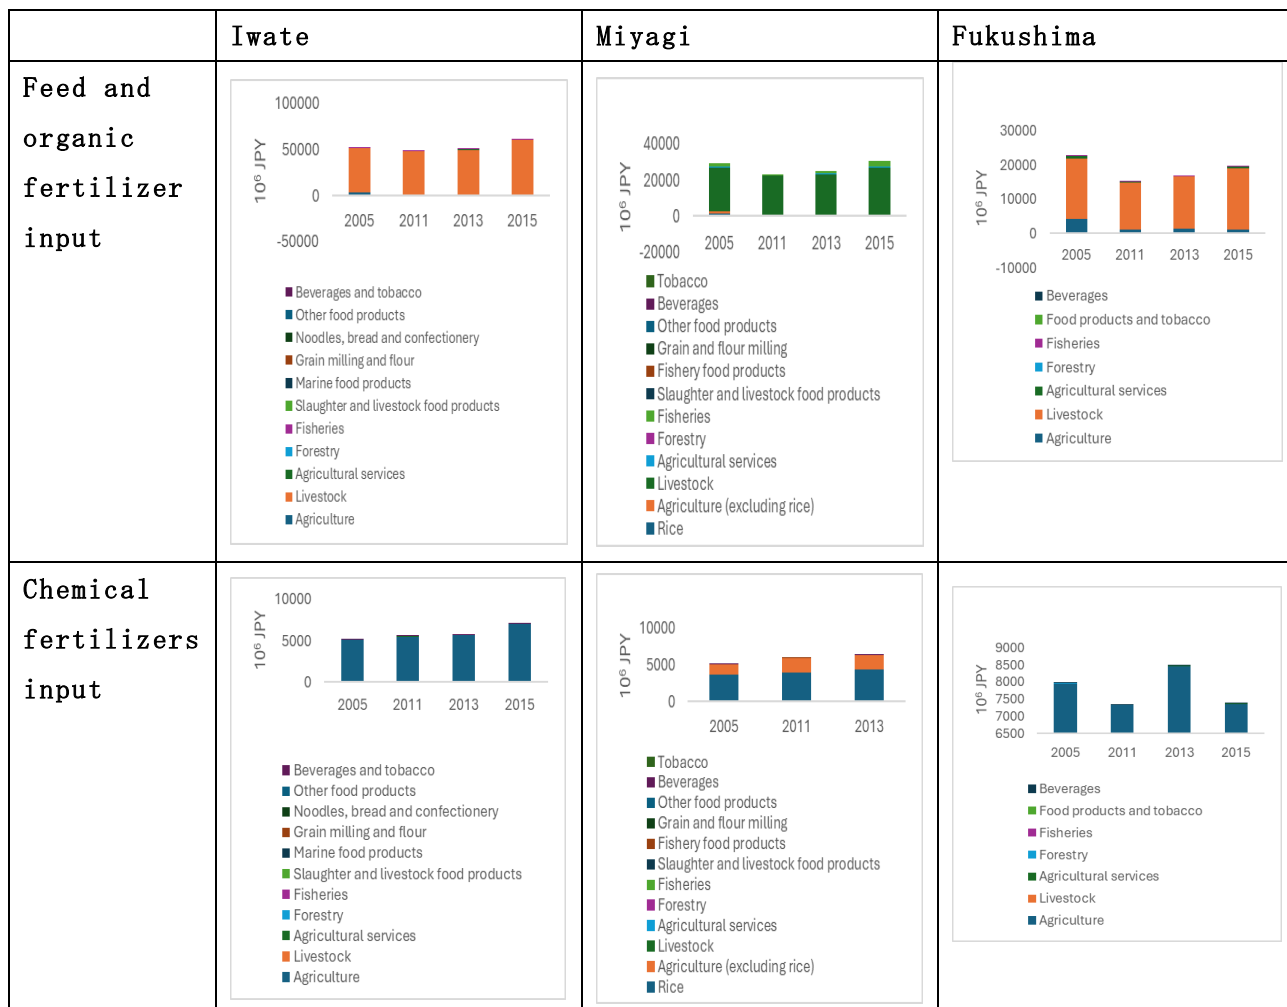 Iwate
Miyagi
Fukushima
Feed and
organic
fertilizer
input
100000
50000
0
-50000
10⁶ JPY
2005
2011
2013
2015
Beverages and tobacco
Other food products
Noodles, bread and confectionery
Grain milling and flour
Marine food products
Slaughter and livestock food products
Fisheries
Forestry
Agricultural services
Livestock
Agriculture
40000
20000
0
-20000
10⁶ JPY
2005
2011
2013
2015
Tobacco
Beverages
Other food products
Grain and flour milling
Fishery food products
Slaughter and livestock food products
Fisheries
Forestry
Agricultural services
Livestock
Agriculture (excluding rice)
Rice
30000
20000
10000
0
-10000
10⁶ JPY
2005
2011
2013
2015
Beverages
Food products and tobacco
Fisheries
Forestry
Agricultural services
Livestock
Agriculture
Chemical
fertilizers
input
10000
5000
0
10⁶ JPY
2005
2011
2013
2015
Beverages and tobacco
Other food products
Noodles, bread and confectionery
Grain milling and flour
Marine food products
Slaughter and livestock food products
Fisheries
Forestry
Agricultural services
Livestock
Agriculture
10000
5000
0
10⁶ JPY
2005
2011
2013
Tobacco
Beverages
Other food products
Grain and flour milling
Fishery food products
Slaughter and livestock food products
Fisheries
Forestry
Agricultural services
Livestock
Agriculture (excluding rice)
Rice
9000
8500
8000
7500
7000
6500
10⁶ JPY
2005
2011
2013
2015
Beverages
Food products and tobacco
Fisheries
Forestry
Agricultural services
Livestock
Agriculture